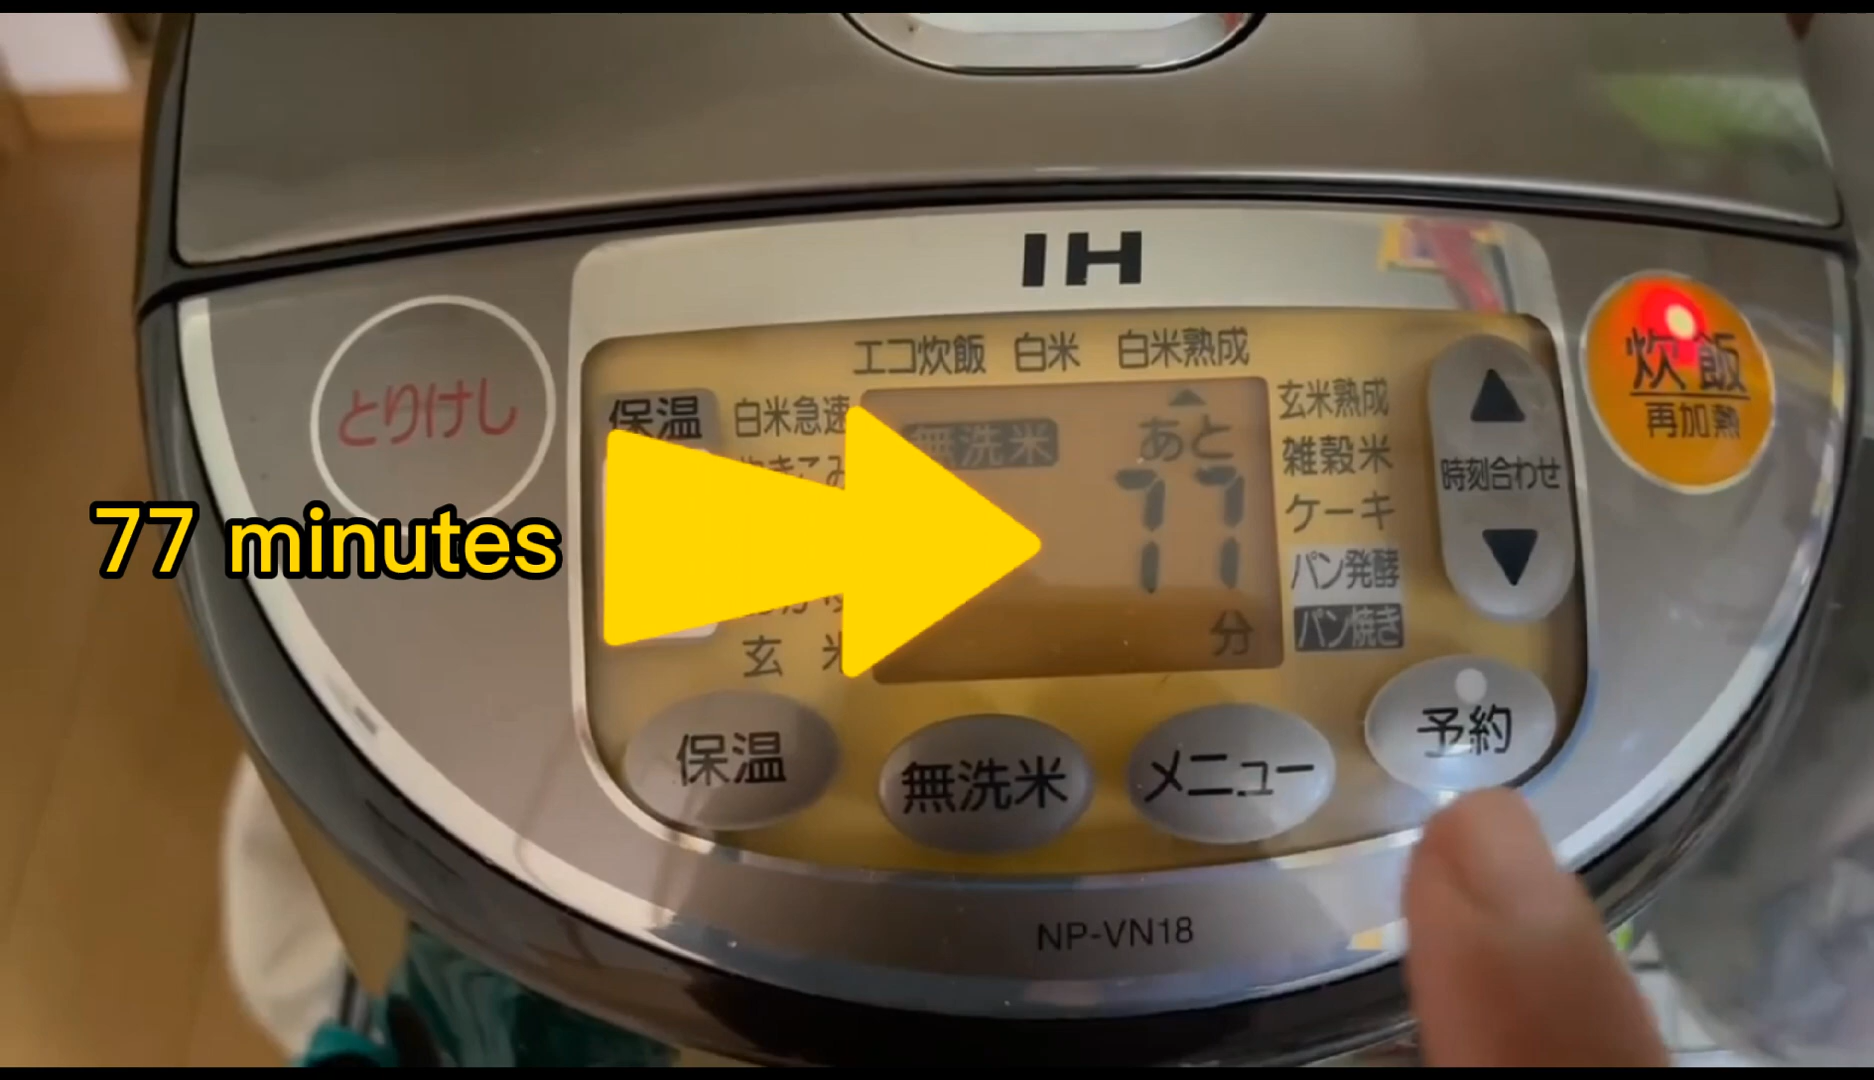 IH
エコ炊飯 白米 白米熟成
とりけし
保温
白米急速
無洗米
あと
77
分
玄米熟成
雑穀米
ケーキ
パン発酵
パン焼き
時刻合わせ
炊飯
再加熱
77 minutes
玄 米
保温
無洗米
メニュー
予約
NP-VN18